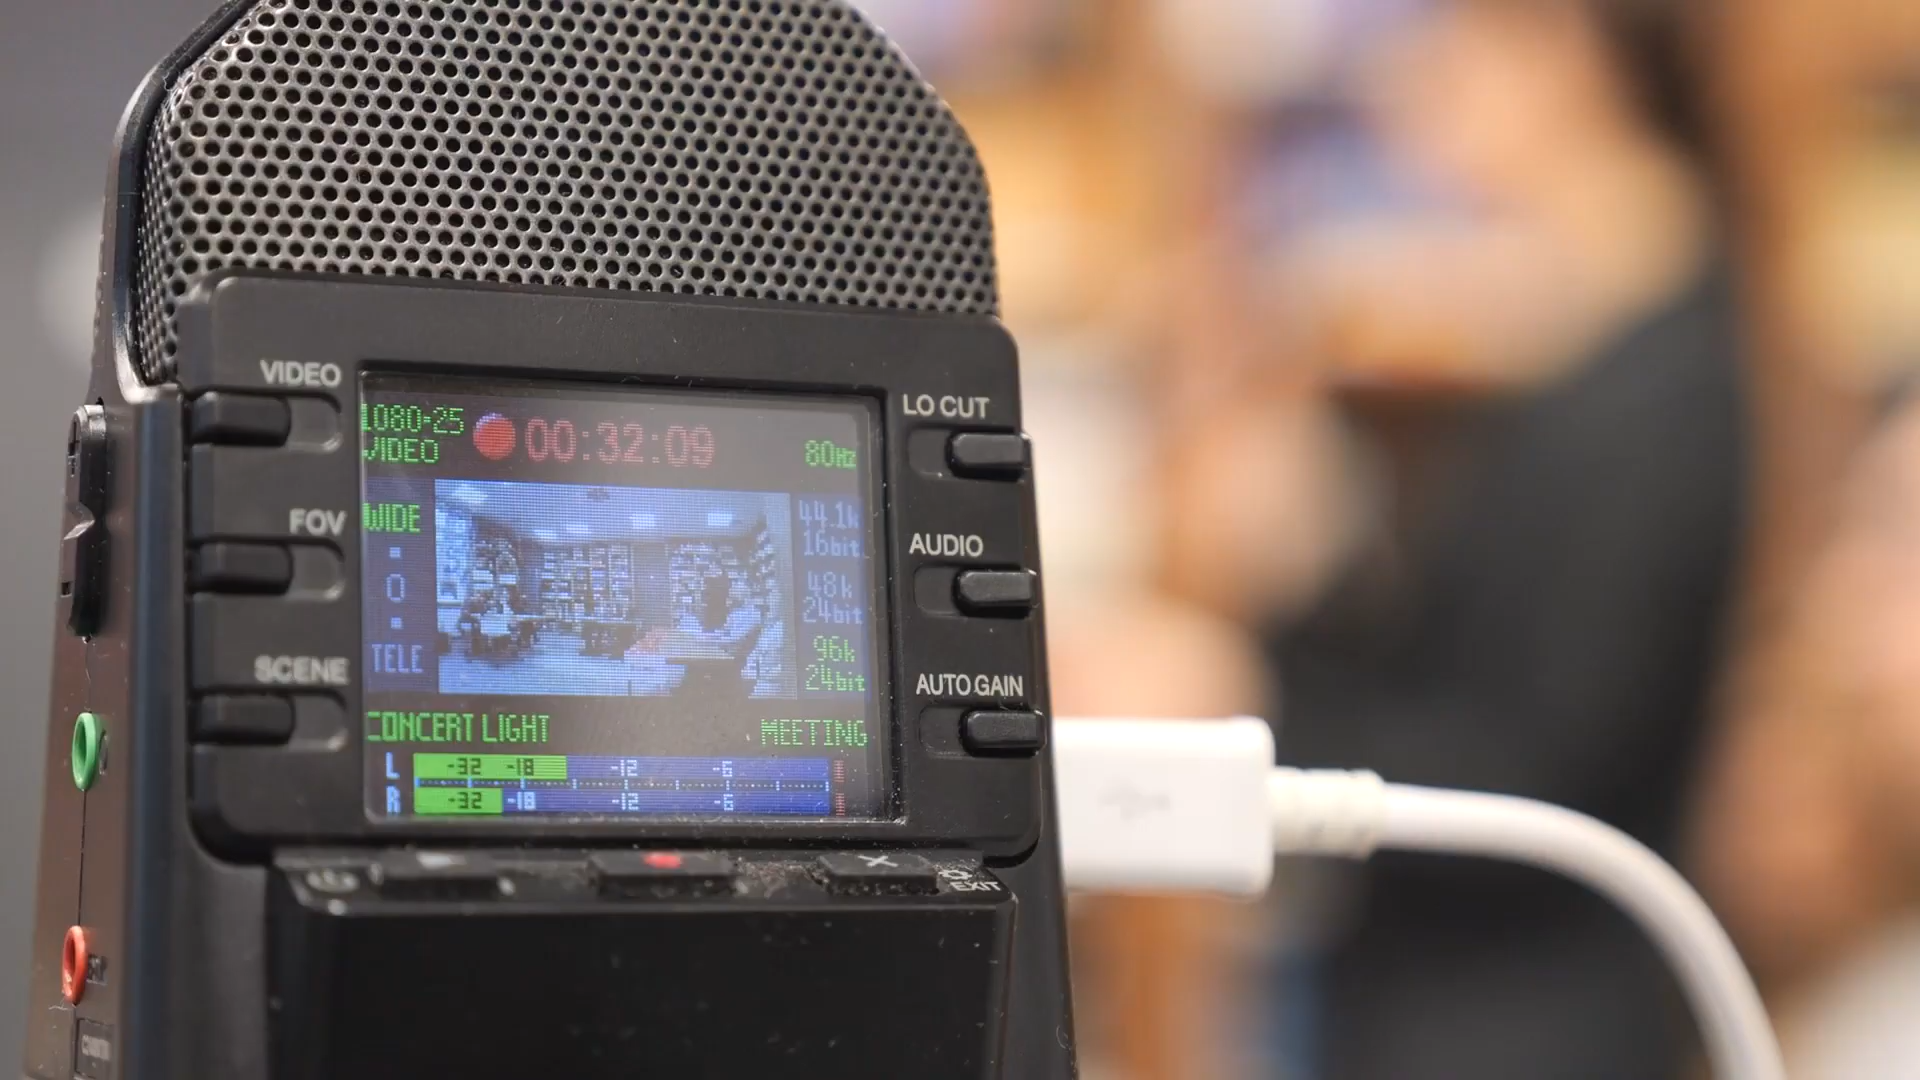 VIDEO
1080-25
VIDEO
00:32:09
80Hz
LO CUT
FOV
WIDE
O
TELE
44.1k
16bit
48k
24bit
96k
24bit
AUDIO
SCENE
CONCERT LIGHT
MEETING
AUTO GAIN
L -32 -18 -12 -6
R -32 -18 -12 -6
EXIT